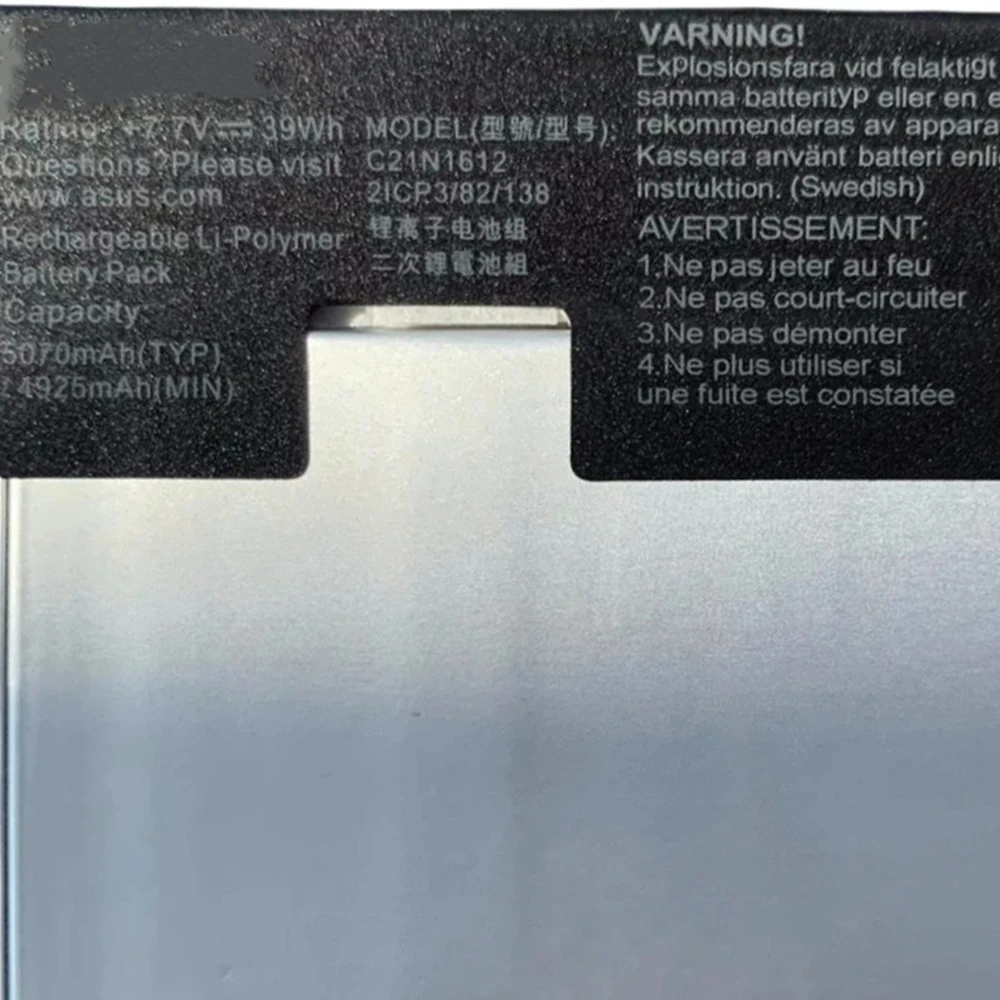 Rating: +7.7V⎓39Wh
Questions?Please visit
www.asus.com
Rechargeable Li-Polymer
Battery Pack
Capacity
5070mAh(TYP)
/ 4925mAh(MIN)
MODEL(型號/型号):
C21N1612
2ICP3/82/138
锂离子电池组
二次鋰電池組
VARNING!
Explosionsfara vid felaktigt
samma batterityp eller en
rekommenderas av
Kassera använt batteri
instruktion. (Swedish)
AVERTISSEMENT:
1.Ne pas jeter au feu
2.Ne pas court-circuiter
3.Ne pas démonter
4.Ne plus utiliser si
une fuite est constatée